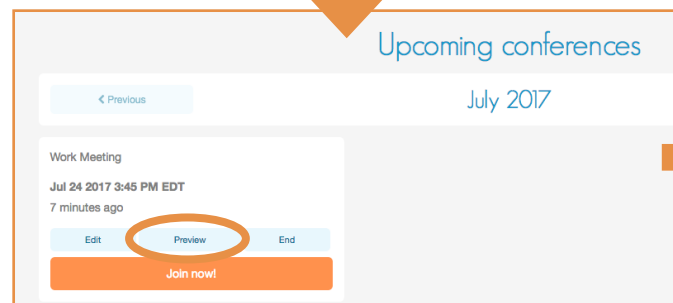 Upcoming conferences
< Previous
July 2017
Work Meeting
Jul 24 2017 3:45 PM EDT
7 minutes ago
Edit Preview End
Join now!